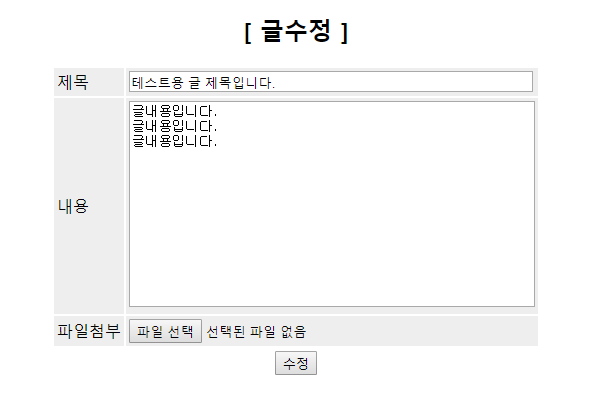 [ 글수정 ]
제목 테스트용 글 제목입니다.
내용
글내용입니다.
글내용입니다.
글내용입니다.
파일첨부 파일 선택 선택된 파일 없음
수정